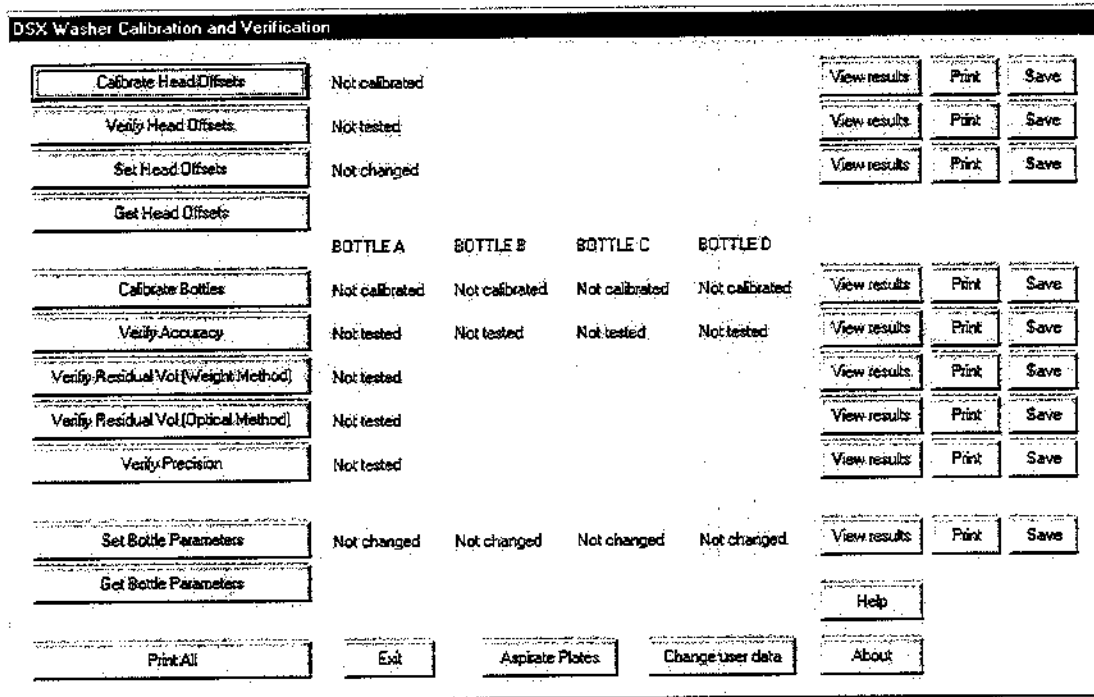 DSX Washer Calibration and Verification
Calibrate Head Offsets Not calibrated View results Print Save
Verify Head Offsets Not tested View results Print Save
Set Head Offsets Not changed View results Print Save
Get Head Offsets
BOTTLE A BOTTLE B BOTTLE C BOTTLE D
Calibrate Bottles Not calibrated Not calibrated Not calibrated Not calibrated View results Print Save
Verify Accuracy Not tested Not tested Not tested Not tested View results Print Save
Verify Residual Vol (Weight Method) Not tested View results Print Save
Verify Residual Vol (Optical Method) Not tested View results Print Save
Verify Precision Not tested View results Print Save
Set Bottle Parameters Not changed Not changed Not changed Not changed View results Print Save
Get Bottle Parameters
Help
Print All Exit Aspirate Plates Change user data About